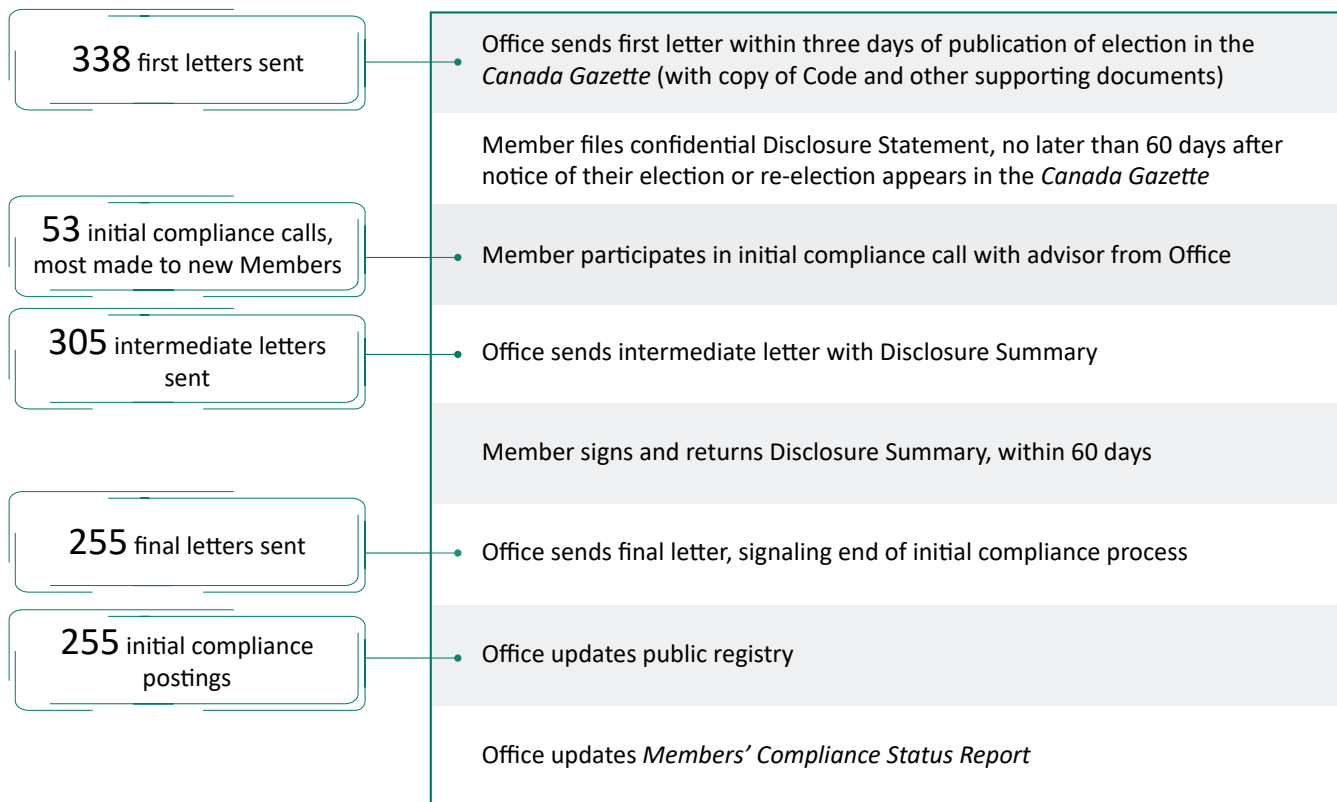 338 first letters sent
Office sends first letter within three days of publication of election in the
Canada Gazette (with copy of Code and other supporting documents)
Member files confidential Disclosure Statement, no later than 60 days after
notice of their election or re-election appears in the Canada Gazette
53 initial compliance calls,
most made to new Members
Member participates in initial compliance call with advisor from Office
305 intermediate letters
sent
Office sends intermediate letter with Disclosure Summary
Member signs and returns Disclosure Summary, within 60 days
255 final letters sent
Office sends final letter, signaling end of initial compliance process
255 initial compliance
postings
Office updates public registry
Office updates Members’ Compliance Status Report